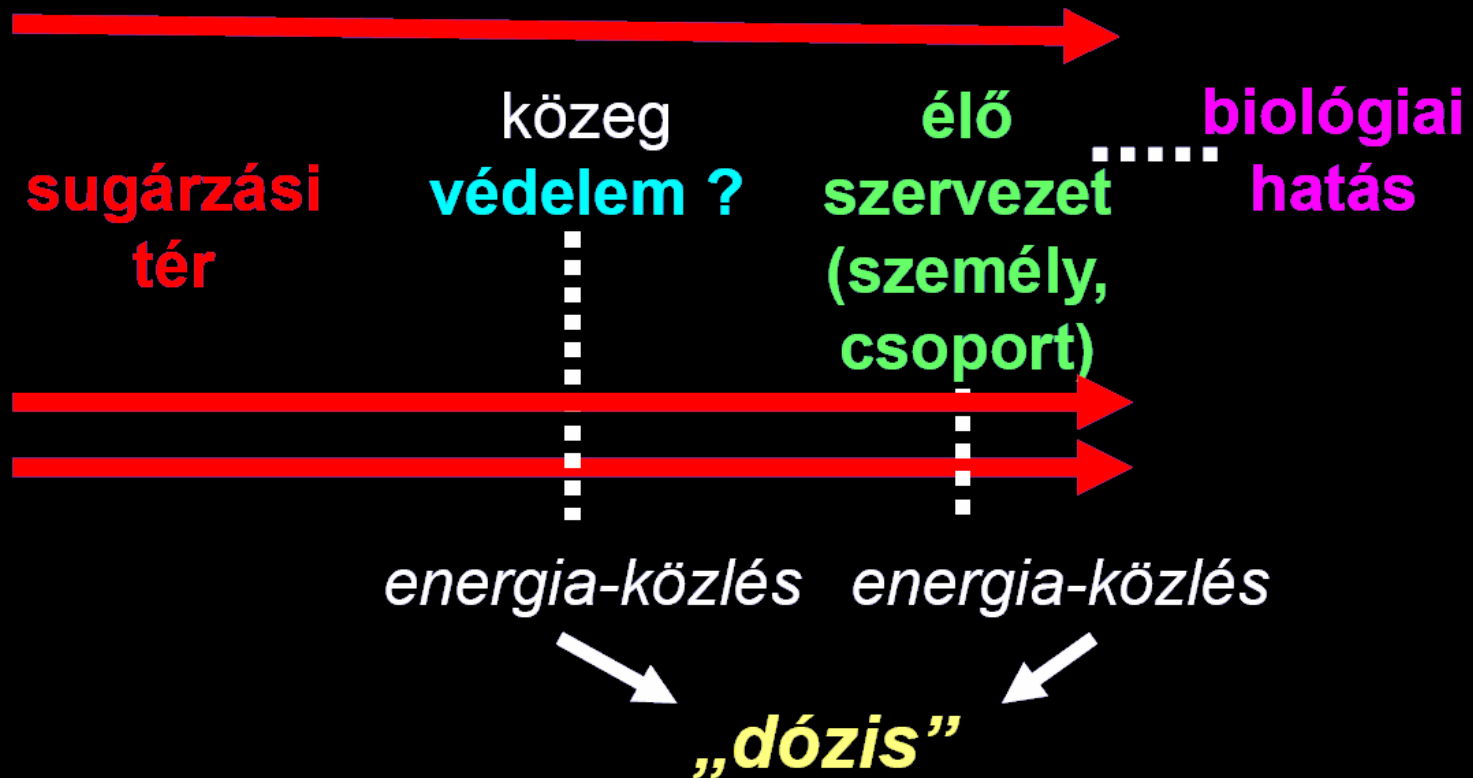 sugárzási
tér
közeg
védelem ?
élő
szervezet
(személy,
csoport)
biológiai
hatás
energia-közlés
energia-közlés
„dózis”